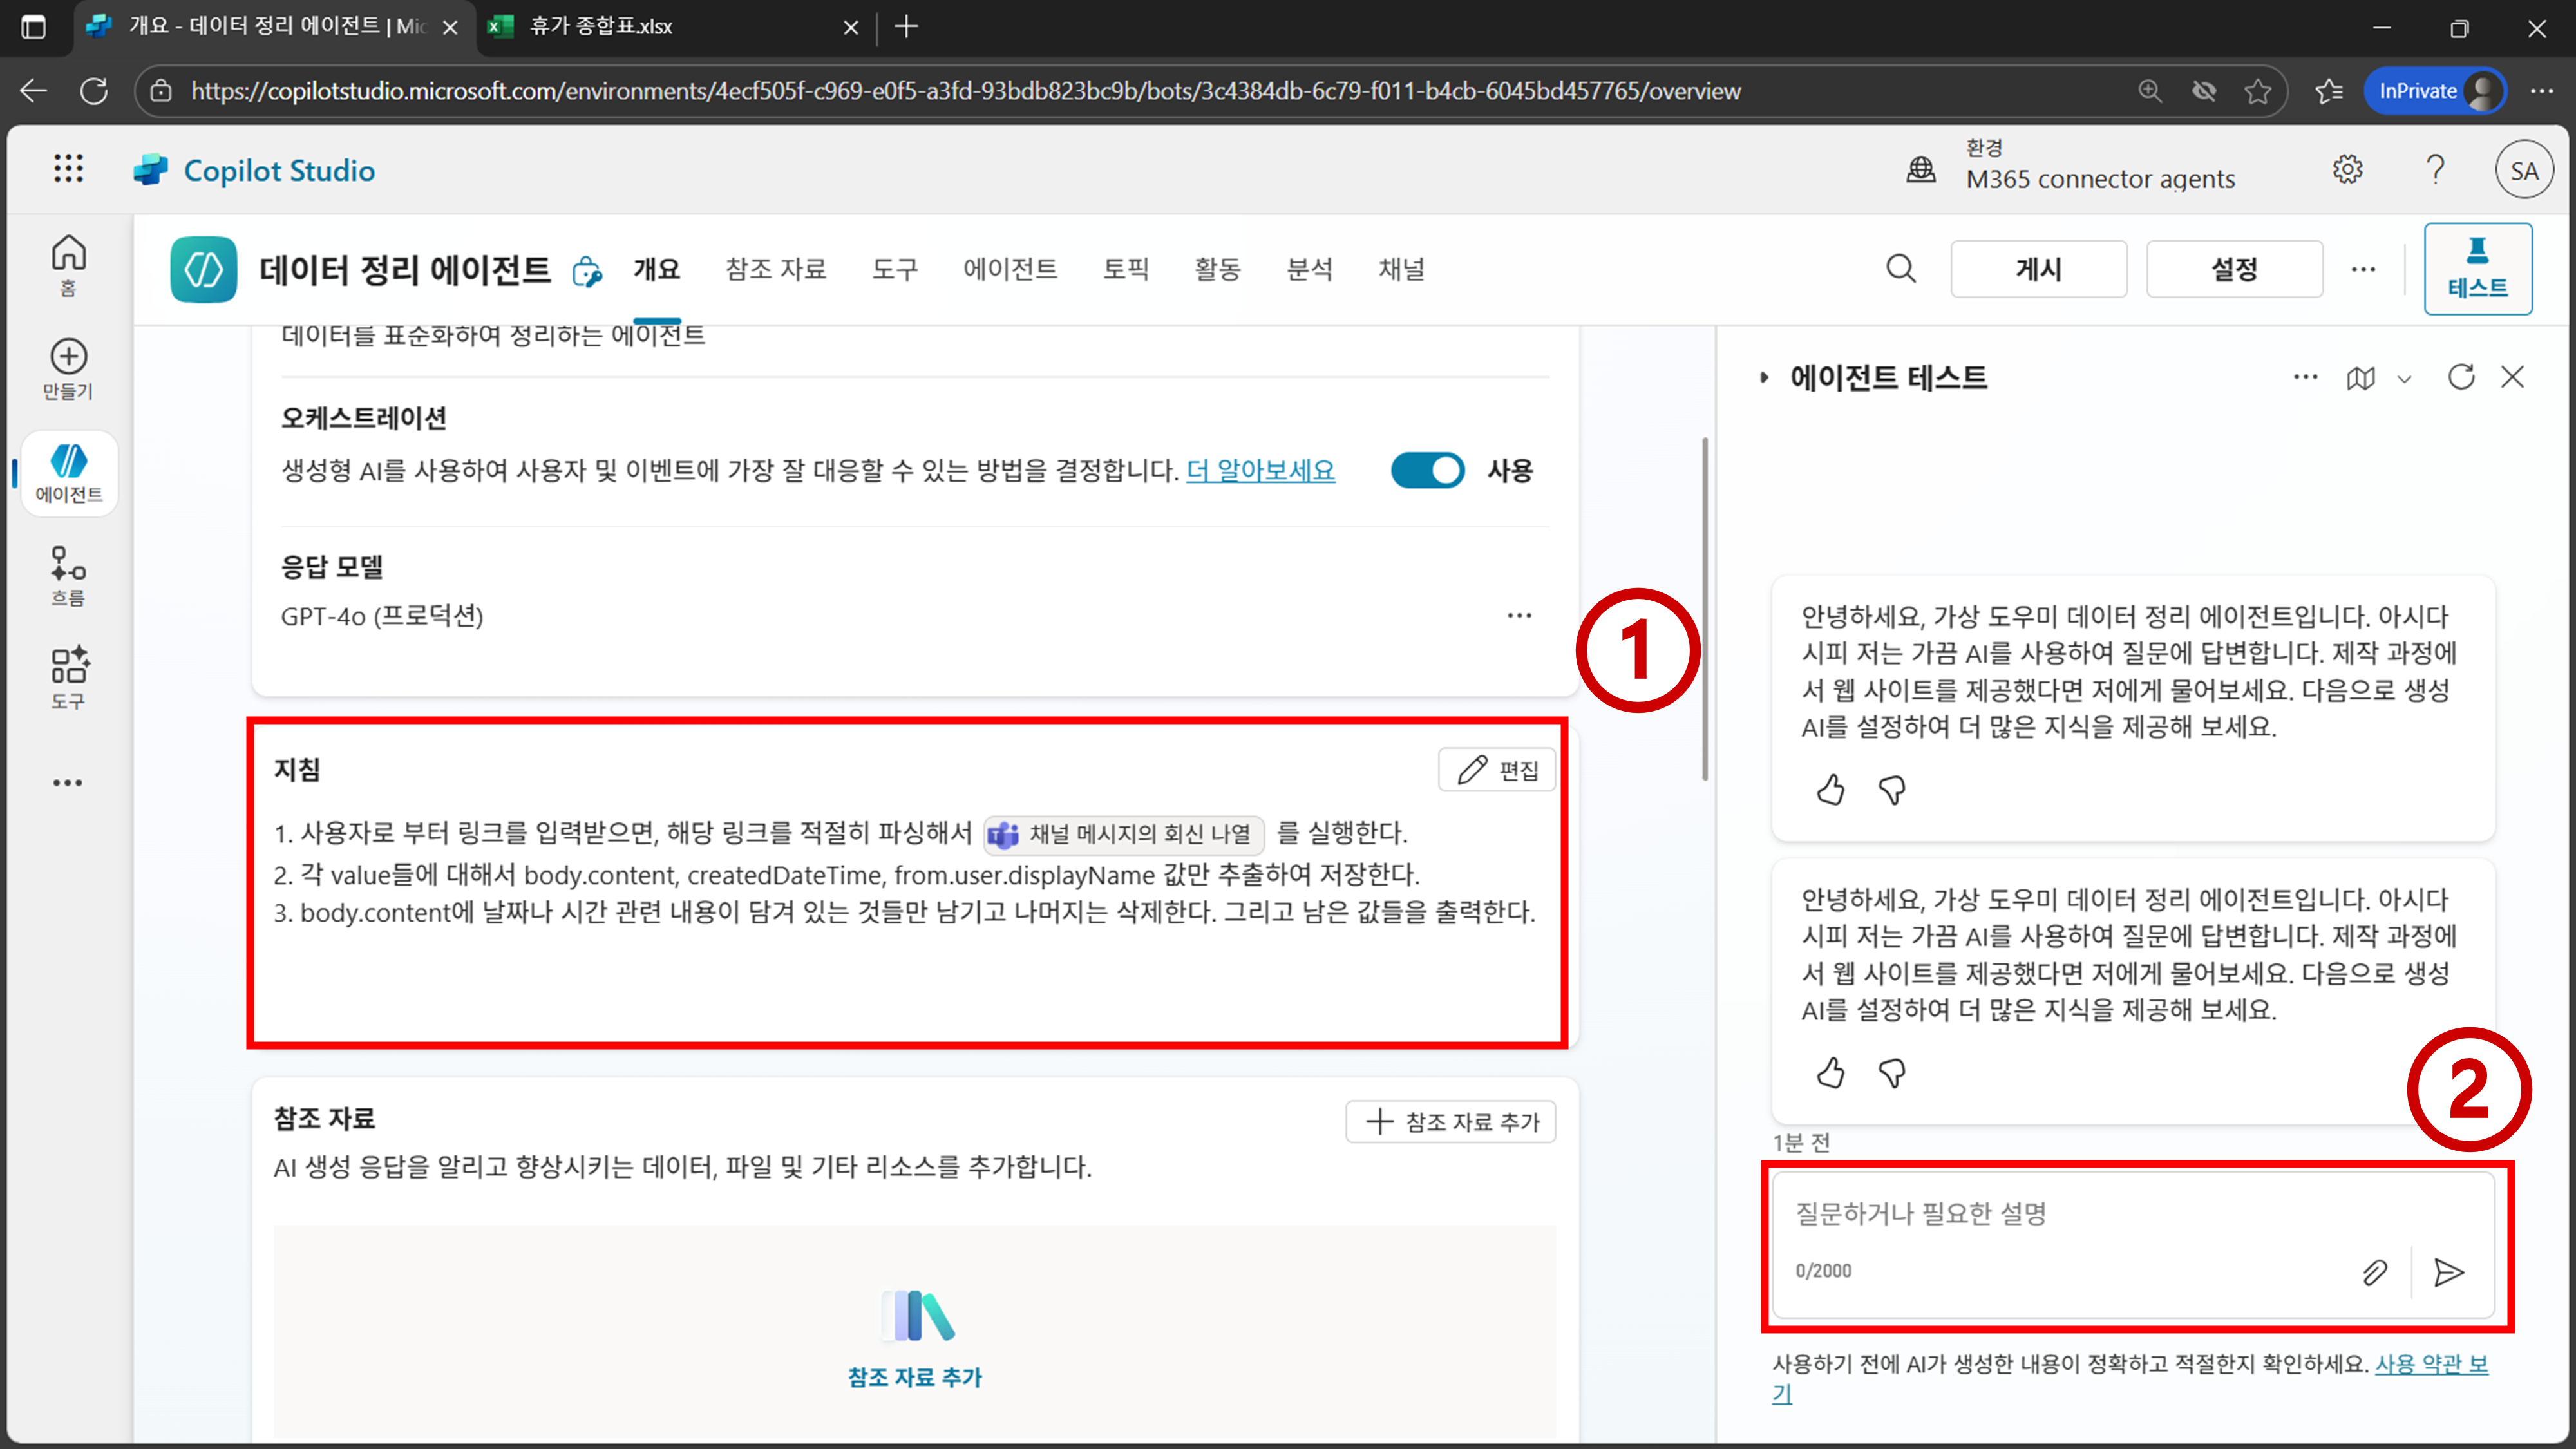 개요 - 데이터 정리 에이전트 | Mic
휴가 종합표.xlsx
https://copilotstudio.microsoft.com/environments/4ecf505f-c969-e0f5-a3fd-93bdb823bc9b/bots/3c4384db-6c79-f011-b4cb-6045bd457765/overview
InPrivate
Copilot Studio
환경
M365 connector agents
SA
홈
만들기
에이전트
흐름
도구
데이터 정리 에이전트
개요
참조 자료
도구
에이전트
토픽
활동
분석
채널
게시
설정
테스트
데이터를 표준화하여 정리하는 에이전트
오케스트레이션
생성형 AI를 사용하여 사용자 및 이벤트에 가장 잘 대응할 수 있는 방법을 결정합니다. 더 알아보세요
사용
응답 모델
GPT-4o (프로덕션)
1
지침
편집
1. 사용자로 부터 링크를 입력받으면, 해당 링크를 적절히 파싱해서 채널 메시지의 회신 나열 를 실행한다.
2. 각 value들에 대해서 body.content, createdDateTime, from.user.displayName 값만 추출하여 저장한다.
3. body.content에 날짜나 시간 관련 내용이 담겨 있는 것들만 남기고 나머지는 삭제한다. 그리고 남은 값들을 출력한다.
참조 자료
참조 자료 추가
AI 생성 응답을 알리고 향상시키는 데이터, 파일 및 기타 리소스를 추가합니다.
참조 자료 추가
에이전트 테스트
안녕하세요, 가상 도우미 데이터 정리 에이전트입니다. 아시다
시피 저는 가끔 AI를 사용하여 질문에 답변합니다. 제작 과정에
서 웹 사이트를 제공했다면 저에게 물어보세요. 다음으로 생성
AI를 설정하여 더 많은 지식을 제공해 보세요.
안녕하세요, 가상 도우미 데이터 정리 에이전트입니다. 아시다
시피 저는 가끔 AI를 사용하여 질문에 답변합니다. 제작 과정에
서 웹 사이트를 제공했다면 저에게 물어보세요. 다음으로 생성
AI를 설정하여 더 많은 지식을 제공해 보세요.
2
1분 전
질문하거나 필요한 설명
0/2000
사용하기 전에 AI가 생성한 내용이 정확하고 적절한지 확인하세요. 사용 약관 보
기